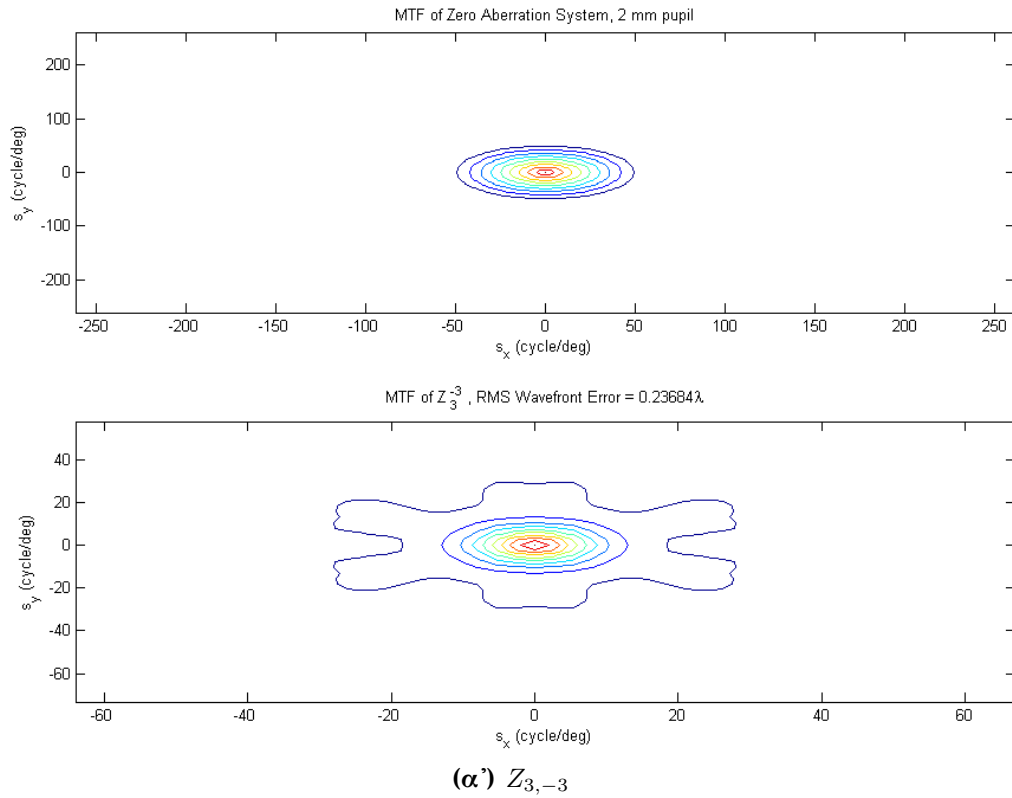 MTF of Zero Aberration System, 2 mm pupil
200
100
0
-100
-200
s_y (cycle/deg)
-250 -200 -150 -100 -50 0 50 100 150 200 250
s_x (cycle/deg)
MTF of Z_3^-3 , RMS Wavefront Error = 0.23684λ
40
20
0
-20
-40
-60
s_y (cycle/deg)
-60 -40 -20 0 20 40 60
s_x (cycle/deg)
(α’) Z_{3,−3}